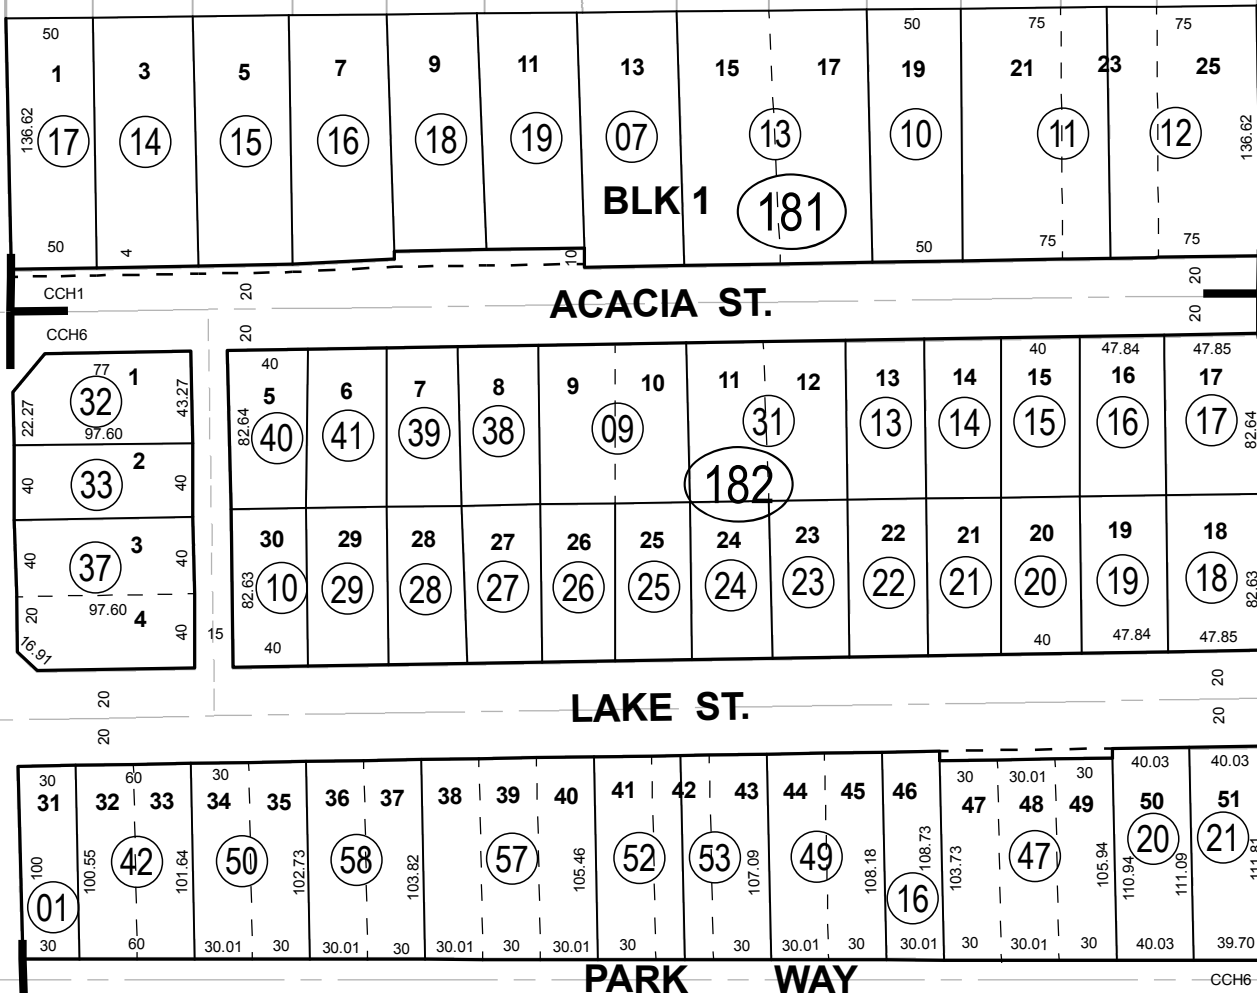 50 50 75 75
1 3 5 7 9 11 13 15 17 19 21 23 25
136.62 17 14 15 16 18 19 07 13 10 11 12 136.62
BLK 1 181
50 4 10 50 75 75
CCH1 20 ACACIA ST. 20
CCH6 20 20
77 1 40 40 47.84 47.85
5 6 7 8 9 10 11 12 13 14 15 16 17
22.27 32 43.27 82.64 40 41 39 38 09 31 13 14 15 16 17 82.64
97.60
2
40 33 40 182
30 29 28 27 26 25 24 23 22 21 20 19 18
3
40 37 40 82.63 10 29 28 27 26 25 24 23 22 21 20 19 18 82.63
20 97.60 4
16.91 40 15 40 40 47.84 47.85
20 LAKE ST. 20
20 20
30 60 30 30 30.01 30 40.03 40.03
31 32 33 34 35 36 37 38 39 40 41 42 43 44 45 46 47 48 49 50 51
100 100.55 42 101.64 50 102.73 58 103.82 57 105.46 52 53 107.09 49 108.18 108.73 103.73 47 105.94 110.94 20 111.09 21 111.81
01 16
30 60 30.01 30 30.01 30 30.01 30 30.01 30 30 30.01 30 30.01 30 30.01 30 40.03 39.70
PARK WAY CCH6